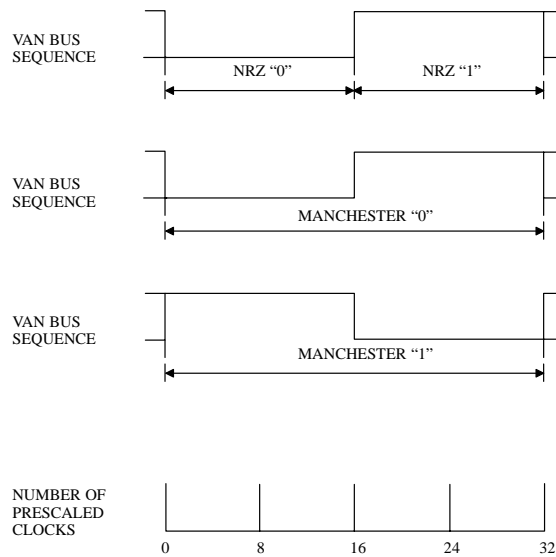 VAN BUS
SEQUENCE
NRZ “0”
NRZ “1”
VAN BUS
SEQUENCE
MANCHESTER “0”
VAN BUS
SEQUENCE
MANCHESTER “1”
NUMBER OF
PRESCALED
CLOCKS
0 8 16 24 32